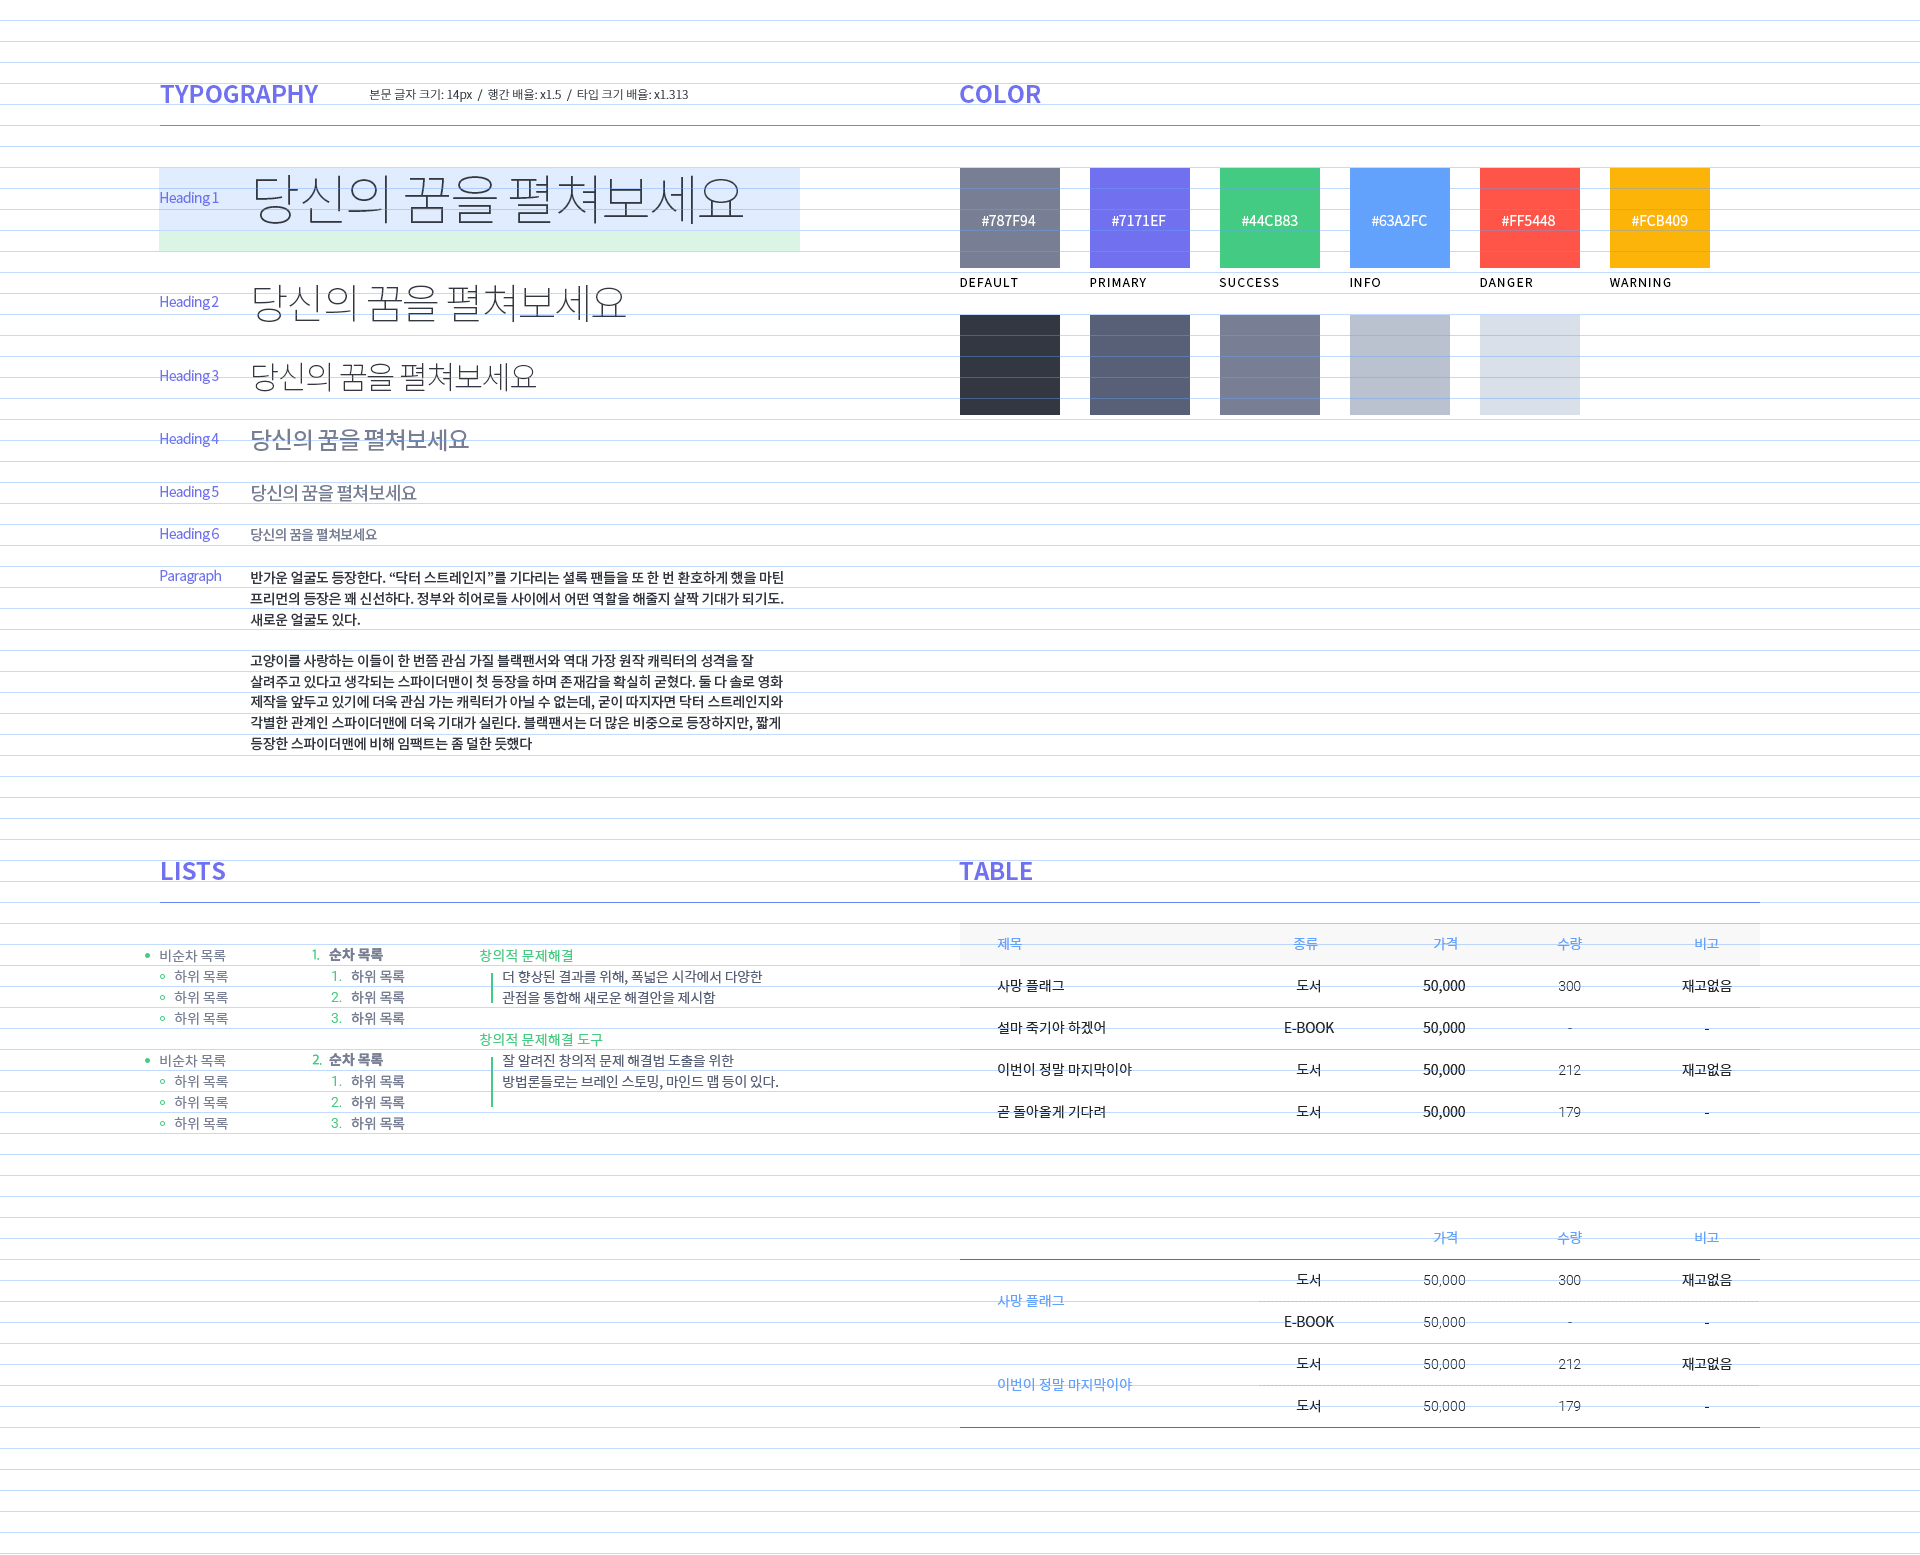 TYPOGRAPHY
본문 글자 크기: 14px / 행간 배율: x1.5 / 타입 크기 배율: x1.313
Heading1 당신의 꿈을 펼쳐보세요
Heading2 당신의 꿈을 펼쳐보세요
Heading3 당신의 꿈을 펼쳐보세요
Heading4 당신의 꿈을 펼쳐보세요
Heading5 당신의 꿈을 펼쳐보세요
Heading6 당신의 꿈을 펼쳐보세요
Paragraph
반가운 얼굴도 등장한다. “닥터 스트레인지”를 기다리는 셜록 팬들을 또 한 번 환호하게 했을 마틴
프리먼의 등장은 꽤 신선하다. 정부와 히어로들 사이에서 어떤 역할을 해줄지 살짝 기대가 되기도.
새로운 얼굴도 있다.
고양이를 사랑하는 이들이 한 번쯤 관심 가질 블랙팬서와 역대 가장 원작 캐릭터의 성격을 잘
살려주고 있다고 생각되는 스파이더맨이 첫 등장을 하며 존재감을 확실히 굳혔다. 둘 다 솔로 영화
제작을 앞두고 있기에 더욱 관심 가는 캐릭터가 아닐 수 없는데, 굳이 따지자면 닥터 스트레인지와
각별한 관계인 스파이더맨에 더욱 기대가 실린다. 블랙팬서는 더 많은 비중으로 등장하지만, 짧게
등장한 스파이더맨에 비해 임팩트는 좀 덜한 듯했다
COLOR
#787F94 #7171EF #44CB83 #63A2FC #FF5448 #FCB409
DEFAULT PRIMARY SUCCESS INFO DANGER WARNING
LISTS
비순차 목록
하위 목록
하위 목록
하위 목록
비순차 목록
하위 목록
하위 목록
하위 목록
1. 순차 목록
1. 하위 목록
2. 하위 목록
3. 하위 목록
2. 순차 목록
1. 하위 목록
2. 하위 목록
3. 하위 목록
창의적 문제해결
더 향상된 결과를 위해, 폭넓은 시각에서 다양한
관점을 통합해 새로운 해결안을 제시함
창의적 문제해결 도구
잘 알려진 창의적 문제 해결법 도출을 위한
방법론들로는 브레인 스토밍, 마인드 맵 등이 있다.
TABLE
제목 종류 가격 수량 비고
사망 플래그 도서 50,000 300 재고없음
설마 죽기야 하겠어 E-BOOK 50,000 - -
이번이 정말 마지막이야 도서 50,000 212 재고없음
곧 돌아올게 기다려 도서 50,000 179 -
가격 수량 비고
도서 50,000 300 재고없음
사망 플래그
E-BOOK 50,000 - -
도서 50,000 212 재고없음
이번이 정말 마지막이야
도서 50,000 179 -